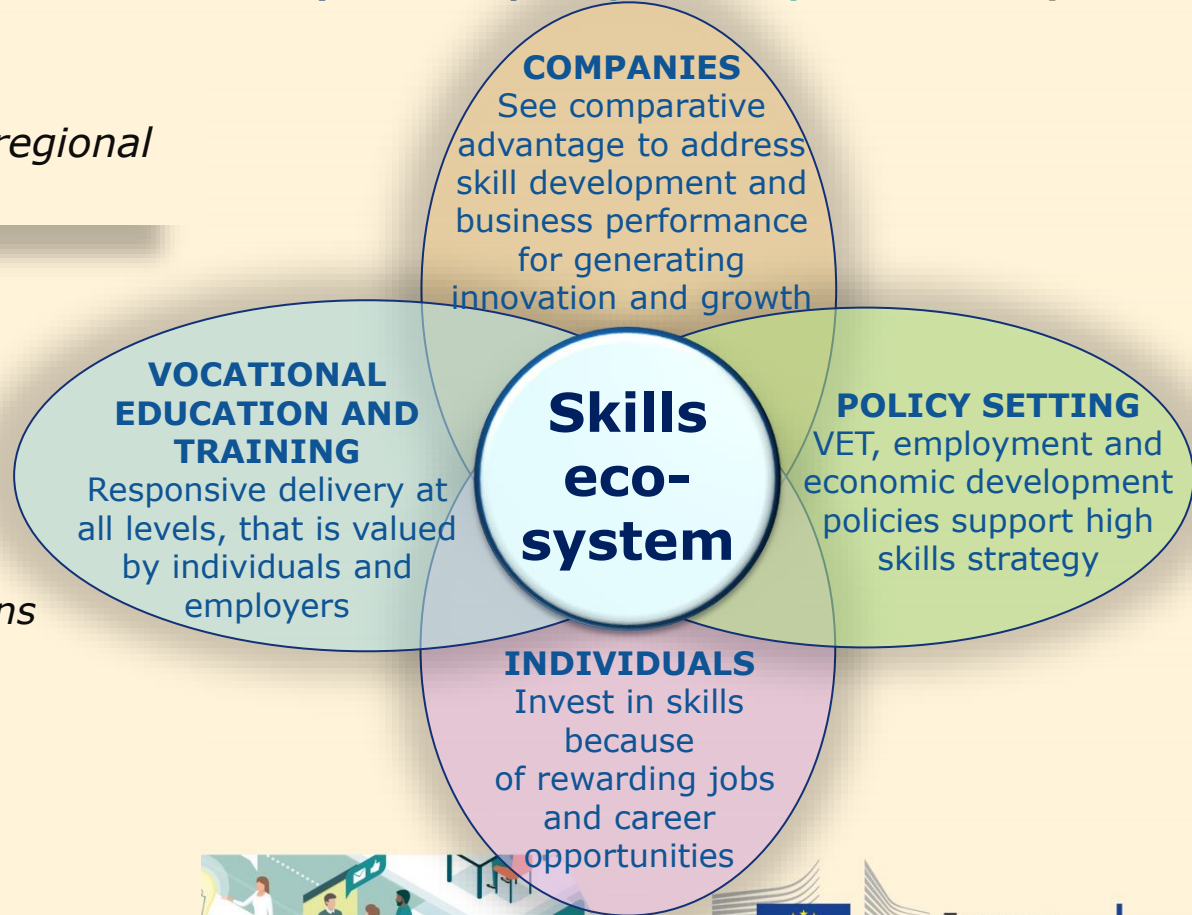 COMPANIES
See comparative
advantage to address
skill development and
business performance
for generating
innovation and growth
regional
VOCATIONAL
EDUCATION AND
TRAINING
Responsive delivery at
all levels, that is valued
by individuals and
employers
Skills
eco-
system
POLICY SETTING
VET, employment and
economic development
policies support high
skills strategy
ns
INDIVIDUALS
Invest in skills
because
of rewarding jobs
and career
opportunities